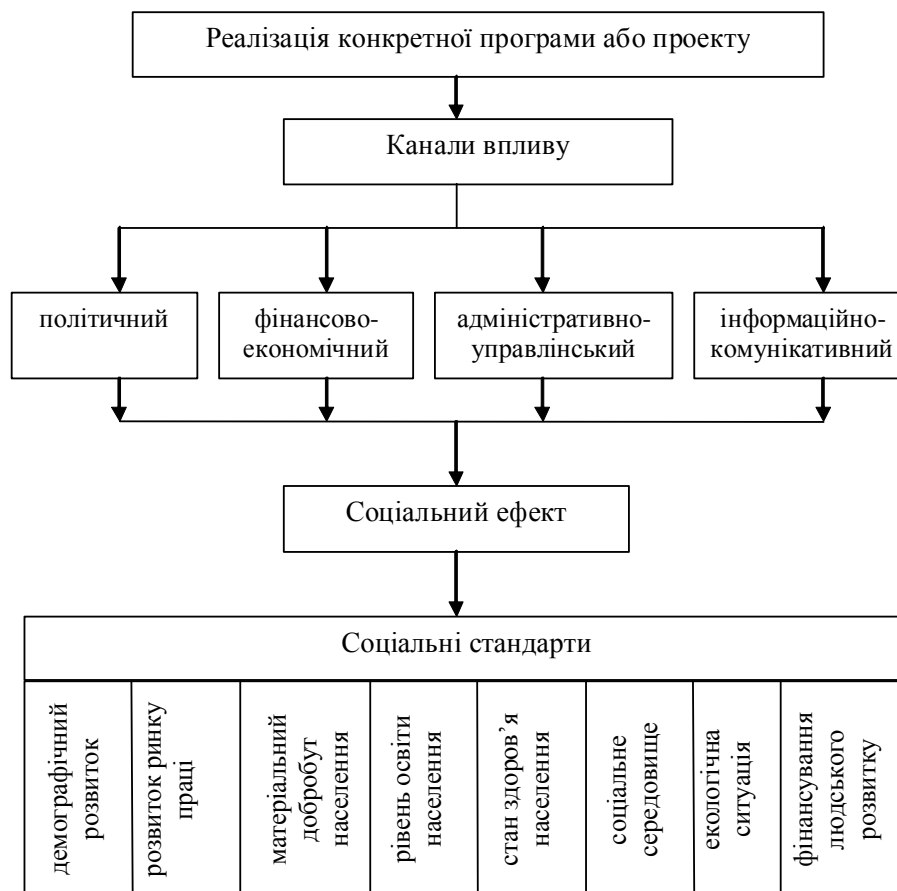 Реалізація конкретної програми або проекту
Канали впливу
політичний
фінансово-
економічний
адміністративно-
управлінський
інформаційно-
комунікативний
Соціальний ефект
Соціальні стандарти
демографічний
розвиток
розвиток ринку
праці
матеріальний
добробут
населення
рівень освіти
населення
стан здоров’я
населення
соціальне
середовище
екологічна
ситуація
фінансування
людського
розвитку